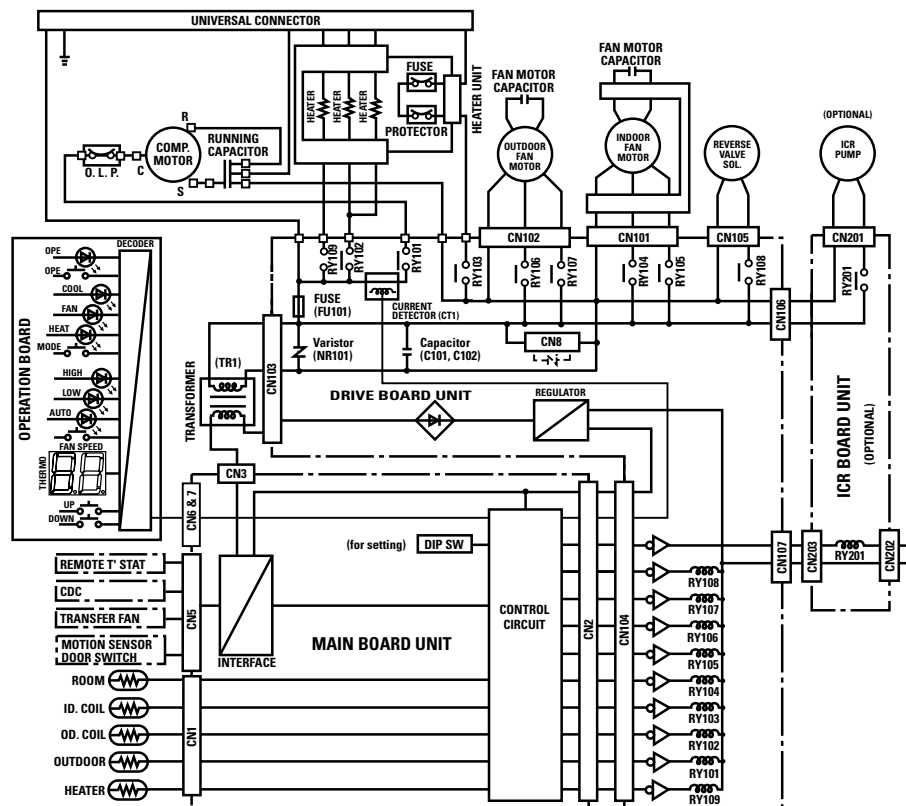 UNIVERSAL CONNECTOR
FUSE
PROTECTOR
HEATER UNIT
HEATER
HEATER
HEATER
FAN MOTOR
CAPACITOR
FAN MOTOR
CAPACITOR
OUTDOOR
FAN
MOTOR
INDOOR
FAN
MOTOR
REVERSE
VALVE
SOL.
(OPTIONAL)
ICR
PUMP
R
COMP.
MOTOR
RUNNING
CAPACITOR
O. L. P.
C
S
CN102
CN101
CN105
CN201
RY109
RY102
RY101
RY103
RY106
RY107
RY104
RY105
RY108
RY201
CN106
OPERATION BOARD
DECODER
OPE
OPE
COOL
FAN
HEAT
MODE
HIGH
LOW
AUTO
FAN SPEED
THERMO
UP
DOWN
FUSE
(FU101)
CURRENT
DETECTOR (CT1)
Varistor
(NR101)
Capacitor
(C101, C102)
CN8
TRANSFORMER
(TR1)
CN103
DRIVE BOARD UNIT
REGULATOR
ICR BOARD UNIT
(OPTIONAL)
CN3
CN6 & 7
(for setting)
DIP SW
REMOTE T' STAT
CDC
TRANSFER FAN
MOTION SENSOR
DOOR SWITCH
CN5
INTERFACE
MAIN BOARD UNIT
CONTROL
CIRCUIT
CN2
CN104
CN107
CN203
RY201
CN202
RY108
RY107
RY106
RY105
RY104
RY103
RY102
RY101
RY109
ROOM
ID. COIL
OD. COIL
OUTDOOR
HEATER
CN1